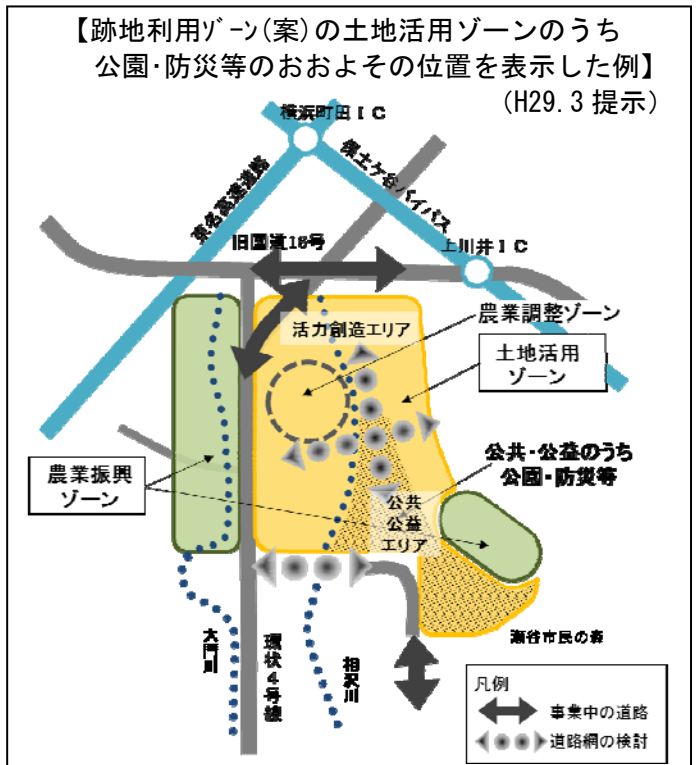 【跡地利用ゾーン(案)の土地活用ゾーンのうち
公園・防災等のおおよその位置を表示した例】
(H29.3 提示)
横浜町田IC
東名高速道路
保土ケ谷バイパス
旧国道16号
上川井IC
活力創造エリア
農業調整ゾーン
土地活用
ゾーン
公共・公益のうち
公園・防災等
農業振興
ゾーン
公共
公益
エリア
瀬谷市民の森
大門川
環状4号線
相沢川
凡例
事業中の道路
道路網の検討